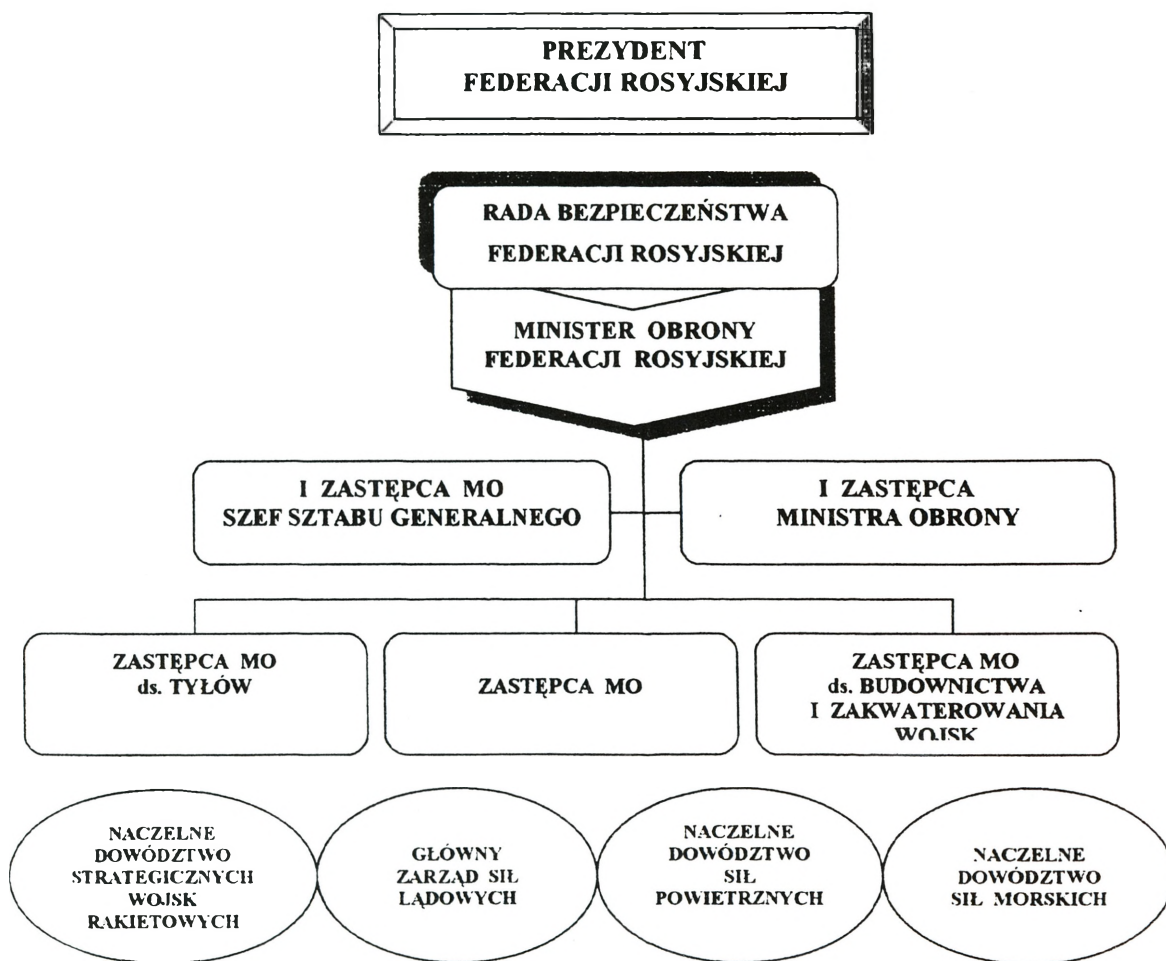 PREZYDENT
FEDERACJI ROSYJSKIEJ
RADA BEZPIECZEŃSTWA
FEDERACJI ROSYJSKIEJ
MINISTER OBRONY
FEDERACJI ROSYJSKIEJ
I ZASTĘPCA MO
SZEF SZTABU GENERALNEGO
I ZASTĘPCA
MINISTRA OBRONY
ZASTĘPCA MO
ds. TYŁÓW
ZASTĘPCA MO
ZASTĘPCA MO
ds. BUDOWNICTWA
I ZAKWATEROWANIA
WOJSK
NACZELNE
DOWÓDZTWO
STRATEGICZNYCH
WOJSK
RAKIETOWYCH
GŁÓWNY
ZARZĄD SIŁ
LĄDOWYCH
NACZELNE
DOWÓDZTWO
SIŁ
POWIETRZNYCH
NACZELNE
DOWÓDZTWO
SIŁ MORSKICH